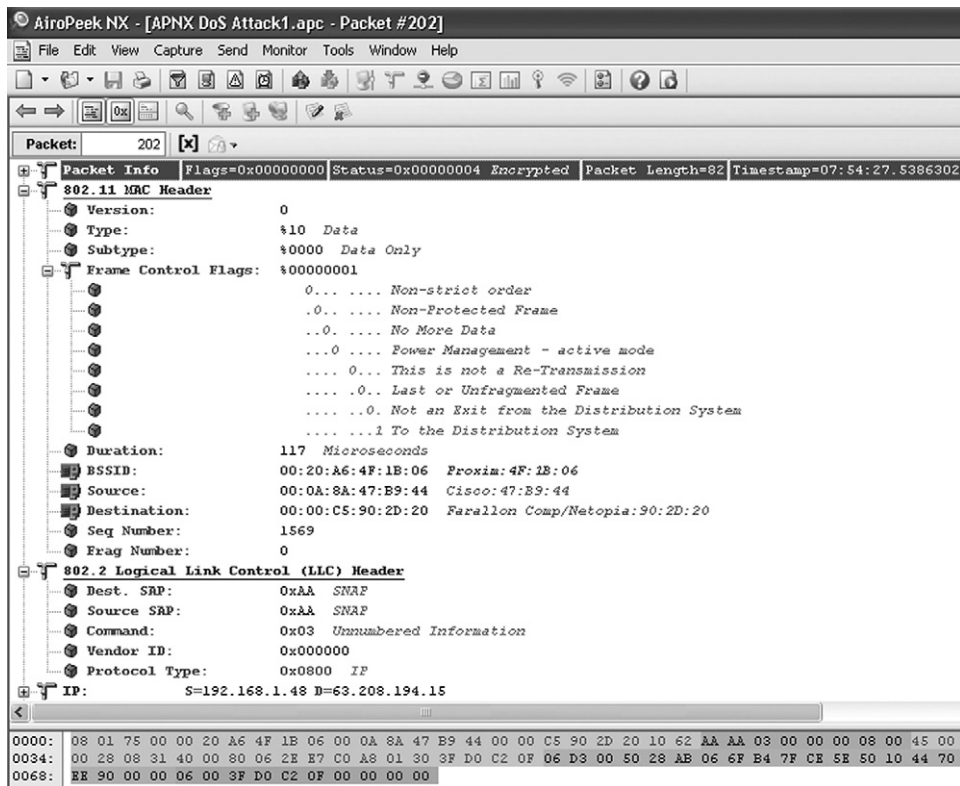 AiroPeek NX - [APNX DoS Attack1.apc - Packet #202]
File Edit View Capture Send Monitor Tools Window Help
0x
Packet: 202 [x]
Packet Info Flags=0x00000000 Status=0x00000004 Encrypted Packet Length=82 Timestamp=07:54:27.5386302
802.11 MAC Header
Version: 0
Type: %10 Data
Subtype: %0000 Data Only
Frame Control Flags: %00000001
0... .... Non-strict order
.0.. .... Non-Protected Frame
..0. .... No More Data
...0 .... Power Management - active mode
.... 0... This is not a Re-Transmission
.... .0.. Last or Unfragmented Frame
.... ..0. Not an Exit from the Distribution System
.... ...1 To the Distribution System
Duration: 117 Microseconds
BSSID: 00:20:A6:4F:1B:06 Proxim:4F:1B:06
Source: 00:0A:8A:47:B9:44 Cisco:47:B9:44
Destination: 00:00:C5:90:2D:20 Farallon Comp/Netopia:90:2D:20
Seq Number: 1569
Frag Number: 0
802.2 Logical Link Control (LLC) Header
Dest. SAP: 0xAA SNAP
Source SAP: 0xAA SNAP
Command: 0x03 Unnumbered Information
Vendor ID: 0x000000
Protocol Type: 0x0800 IP
IP: S=192.168.1.48 D=63.208.194.15
0000: 08 01 75 00 00 20 A6 4F 1B 06 00 0A 8A 47 B9 44 00 00 C5 90 2D 20 10 62 AA AA 03 00 00 00 08 00 45 00
0034: 00 28 08 31 40 00 80 06 2E E7 C0 A8 01 30 3F D0 C2 0F 06 D3 00 50 28 AB 06 6F B4 7F CE 5E 50 10 44 70
0068: EE 90 00 00 06 00 3F D0 C2 0F 00 00 00 00